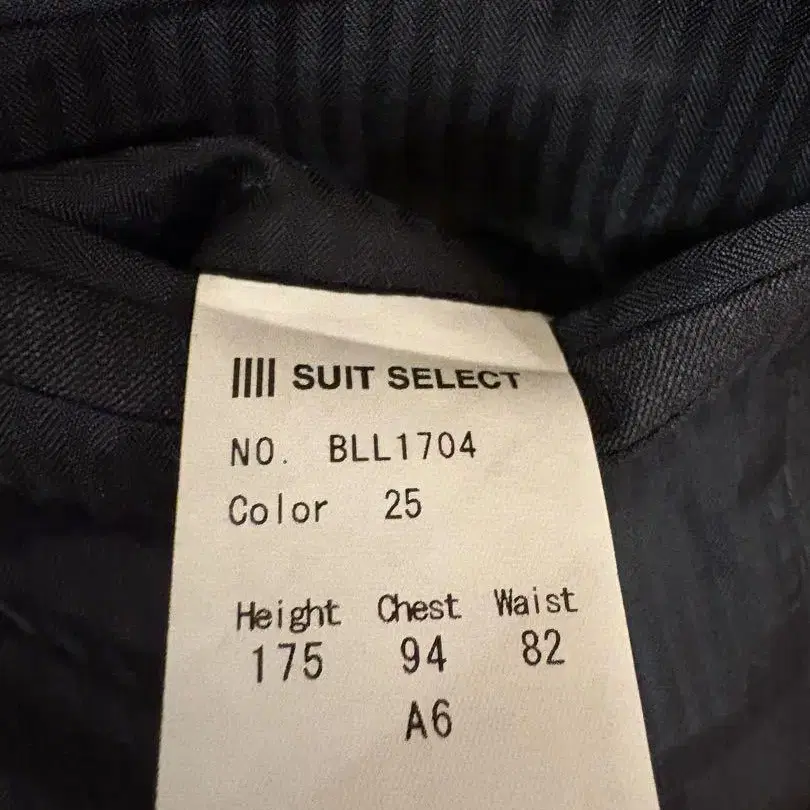 SUIT SELECT
NO. BLL1704
Color 25
Height Chest Waist
175 94 82
A6